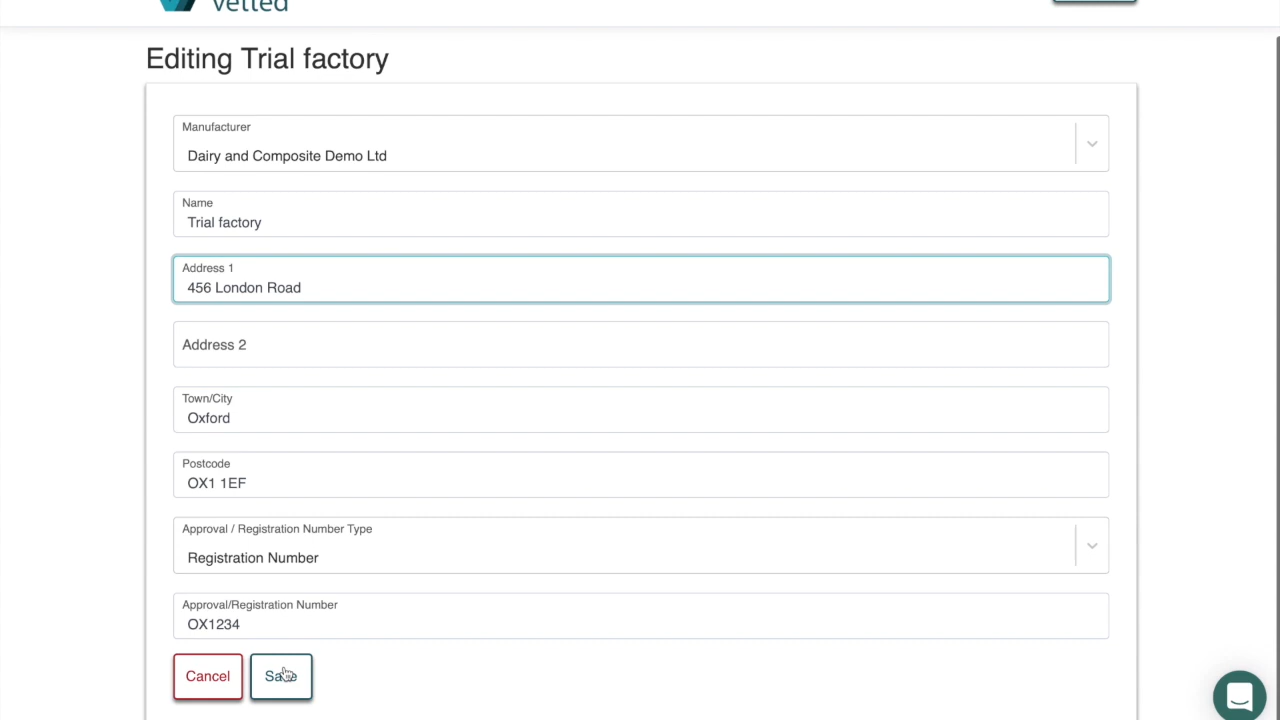 vetted
Editing Trial factory
Manufacturer
Dairy and Composite Demo Ltd
Name
Trial factory
Address 1
456 London Road
Address 2
Town/City
Oxford
Postcode
OX1 1EF
Approval / Registration Number Type
Registration Number
Approval/Registration Number
OX1234
Cancel
Save